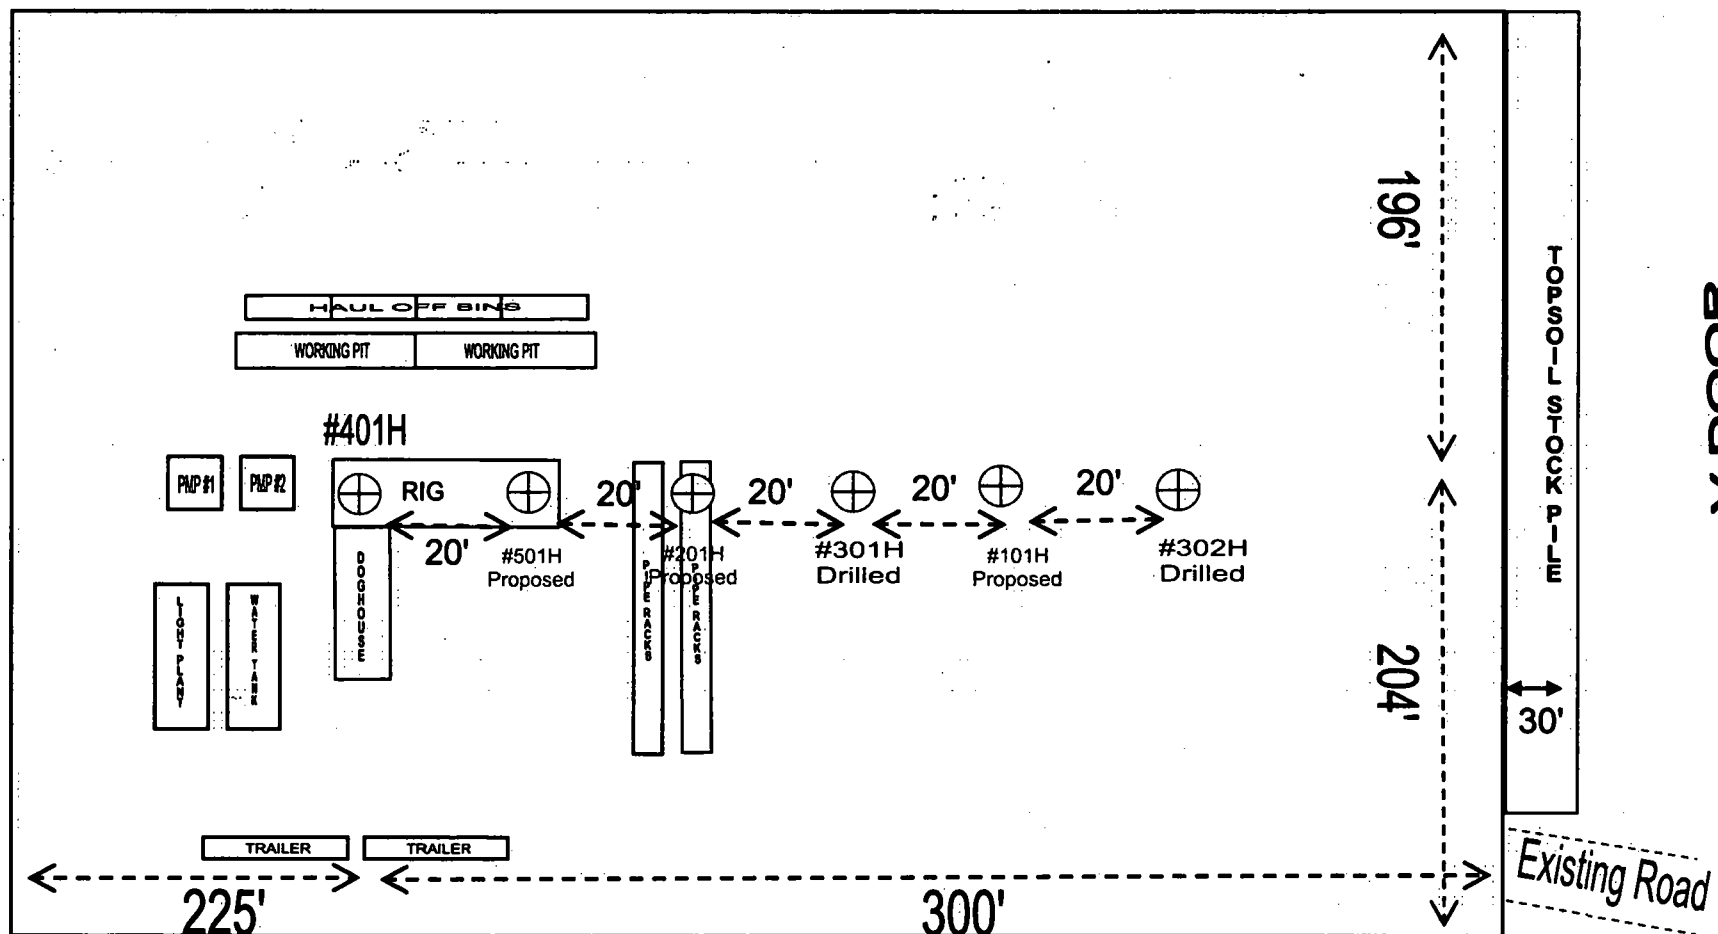 196'
TOPSOIL STOCK PILE
HAUL OFF BINS
WORKING PIT
WORKING PIT
#401H
PMP #1
PMP #2
RIG
20'
20'
20'
20'
20'
#501H
Proposed
#201H
Proposed
#301H
Drilled
#101H
Proposed
#302H
Drilled
DOGHOUSE
PIPE RACKS
PIPE RACKS
LIGHT PLANT
WATER TANK
204'
30'
TRAILER
TRAILER
Existing Road
225'
300'